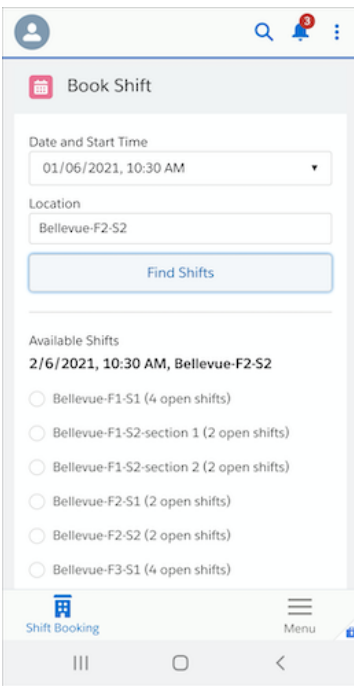 3
Book Shift
Date and Start Time
01/06/2021, 10:30 AM
Location
Bellevue-F2-S2
Find Shifts
Available Shifts
2/6/2021, 10:30 AM, Bellevue-F2-S2
Bellevue-F1-S1 (4 open shifts)
Bellevue-F1-S2-section 1 (2 open shifts)
Bellevue-F1-S2-section 2 (2 open shifts)
Bellevue-F2-S1 (2 open shifts)
Bellevue-F2-S2 (2 open shifts)
Bellevue-F3-S1 (4 open shifts)
Shift Booking
Menu